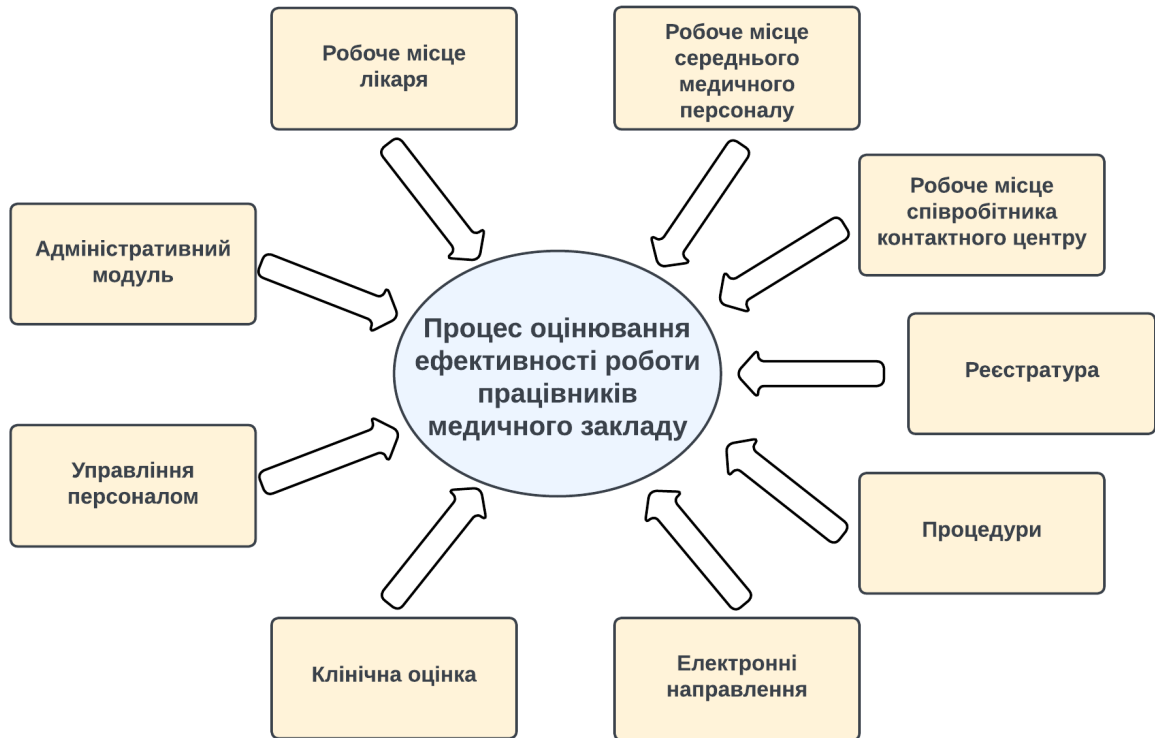 Робоче місце
лікаря
Робоче місце
середнього
медичного
персоналу
Робоче місце
співробітника
контактного центру
Адміністративний
модуль
Процес оцінювання
ефективності роботи
працівників
медичного закладу
Реєстратура
Управління
персоналом
Процедури
Клінічна оцінка
Електронні
направлення